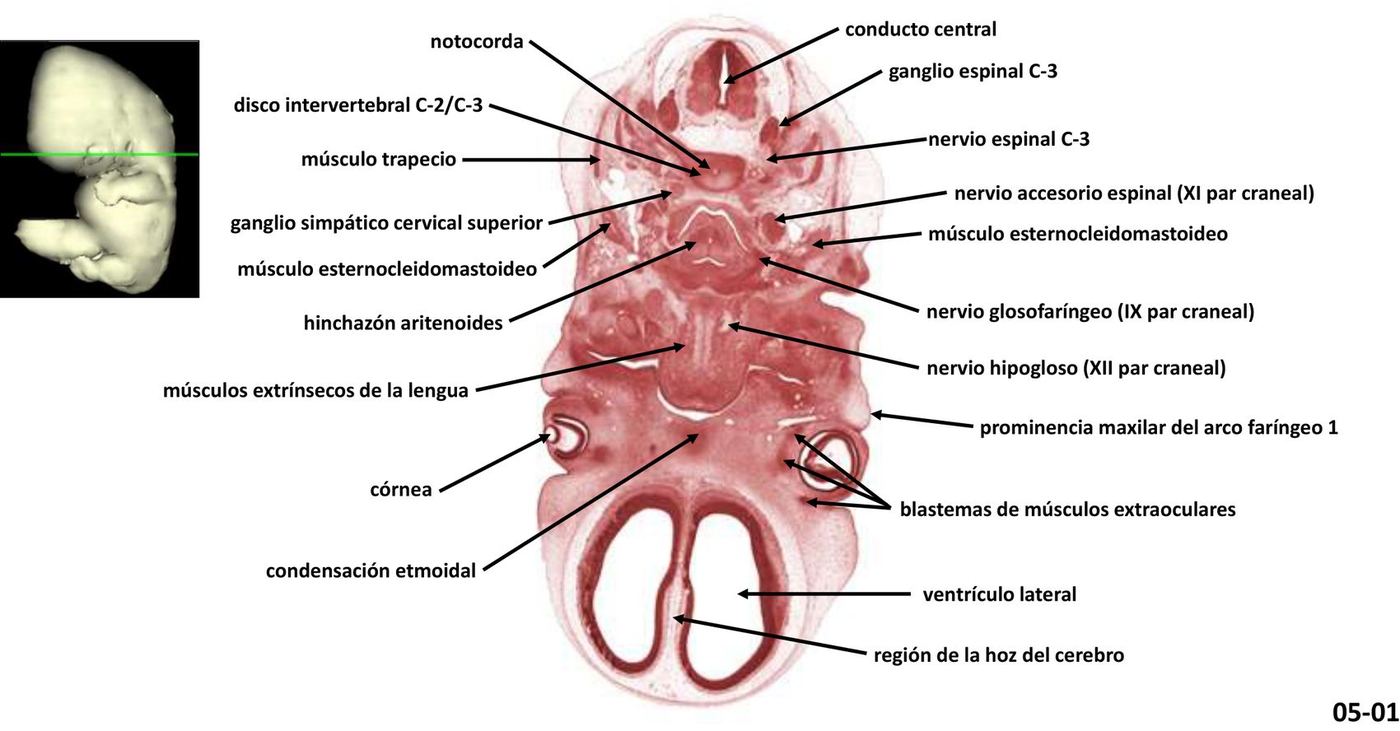 notocorda
disco intervertebral C-2/C-3
músculo trapecio
ganglio simpático cervical superior
músculo esternocleidomastoideo
hinchazón aritenoides
músculos extrínsecos de la lengua
córnea
condensación etmoidal
conducto central
ganglio espinal C-3
nervio espinal C-3
nervio accesorio espinal (XI par craneal)
músculo esternocleidomastoideo
nervio glosofaríngeo (IX par craneal)
nervio hipogloso (XII par craneal)
prominencia maxilar del arco faríngeo 1
blastemas de músculos extraoculares
ventrículo lateral
región de la hoz del cerebro
05-01